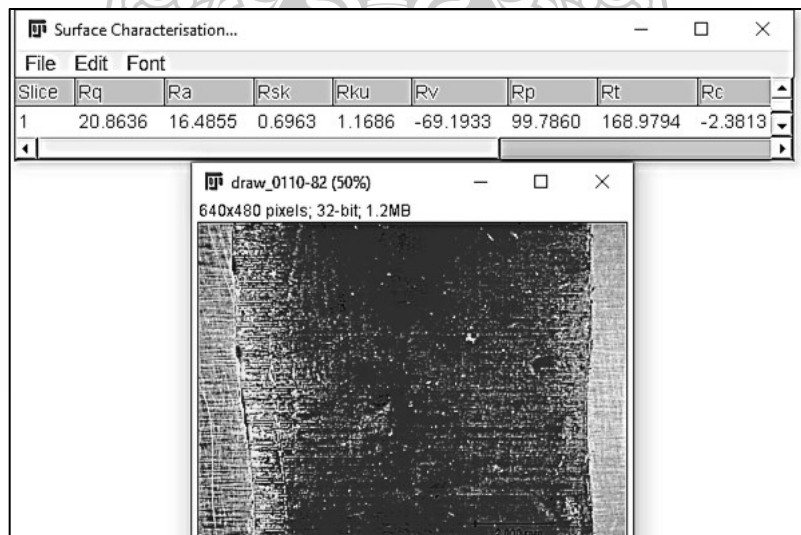 Surface Characterisation...
File Edit Font
Slice Rq Ra Rsk Rku Rv Rp Rt Rc
1 20.8636 16.4855 0.6963 1.1686 -69.1933 99.7860 168.9794 -2.3813
draw_0110-82 (50%)
640x480 pixels; 32-bit; 1.2MB